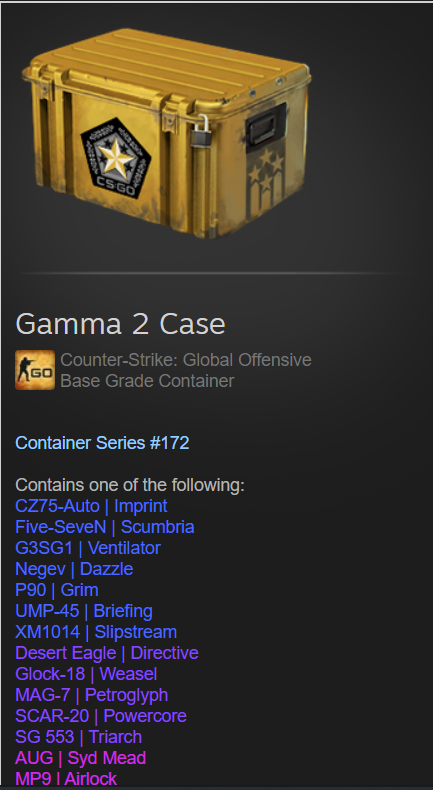 CS:GO
Gamma 2 Case
GO
Counter-Strike: Global Offensive
Base Grade Container
Container Series #172
Contains one of the following:
CZ75-Auto | Imprint
Five-SeveN | Scumbria
G3SG1 | Ventilator
Negev | Dazzle
P90 | Grim
UMP-45 | Briefing
XM1014 | Slipstream
Desert Eagle | Directive
Glock-18 | Weasel
MAG-7 | Petroglyph
SCAR-20 | Powercore
SG 553 | Triarch
AUG | Syd Mead
MP9 | Airlock